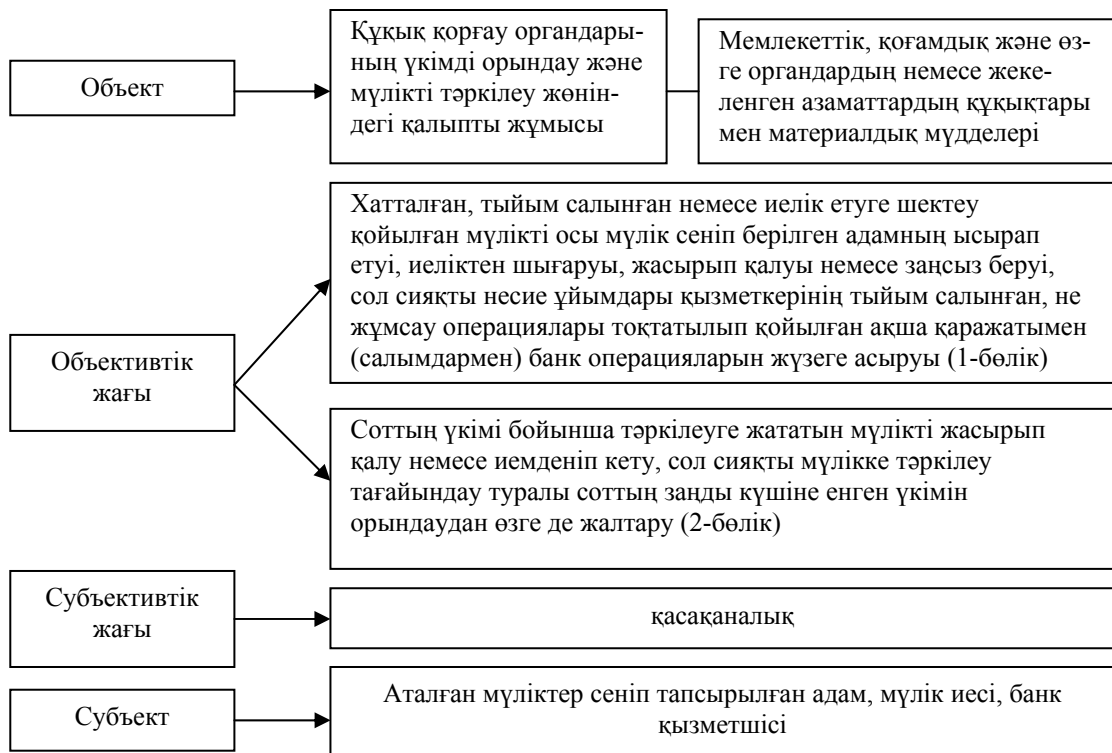 Объект
Құқық қорғау органдары-
ның үкімді орындау және
мүлікті тәркілеу жөнін-
дегі қалыпты жұмысы
Мемлекеттік, қоғамдық және өз-
ге органдардың немесе жеке-
ленген азаматтардың құқықтары
мен материалдық мүдделері
Объективтік
жағы
Хатталған, тыйым салынған немесе иелік етуге шектеу
қойылған мүлікті осы мүлік сеніп берілген адамның ысырап
етуі, иеліктен шығаруы, жасырып қалуы немесе заңсыз беруі,
сол сияқты несие ұйымдары қызметкерінің тыйым салынған, не
жұмсау операциялары тоқтатылып қойылған ақша қаражатымен
(салымдармен) банк операцияларын жүзеге асыруы (1-бөлік)
Соттың үкімі бойынша тәркілеуге жататын мүлікті жасырып
қалу немесе иемденіп кету, сол сияқты мүлікке тәркілеу
тағайындау туралы соттың заңды күшіне енген үкімін
орындаудан өзге де жалтару (2-бөлік)
Субъективтік
жағы
қасақаналық
Субъект
Аталған мүліктер сеніп тапсырылған адам, мүлік иесі, банк
қызметшісі